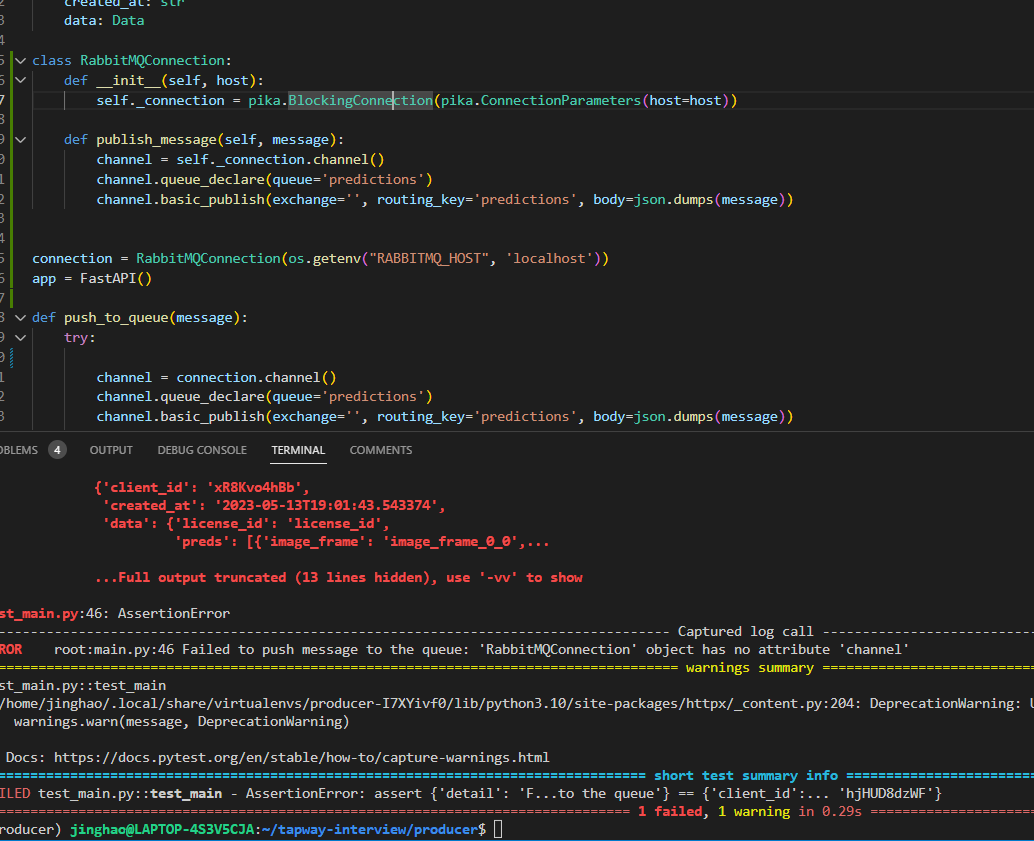 created_at: str
data: Data
class RabbitMQConnection:
def __init__(self, host):
self._connection = pika.BlockingConnection(pika.ConnectionParameters(host=host))
def publish_message(self, message):
channel = self._connection.channel()
channel.queue_declare(queue='predictions')
channel.basic_publish(exchange='', routing_key='predictions', body=json.dumps(message))
connection = RabbitMQConnection(os.getenv("RABBITMQ_HOST", 'localhost'))
app = FastAPI()
def push_to_queue(message):
try:
channel = connection.channel()
channel.queue_declare(queue='predictions')
channel.basic_publish(exchange='', routing_key='predictions', body=json.dumps(message))
OBLEMS 4 OUTPUT DEBUG CONSOLE TERMINAL COMMENTS
{'client_id': 'xR8Kvo4hBb',
'created_at': '2023-05-13T19:01:43.543374',
'data': {'license_id': 'license_id',
'preds': [{'image_frame': 'image_frame_0_0',...
...Full output truncated (13 lines hidden), use '-vv' to show
st_main.py:46: AssertionError
Captured log call
ROR root:main.py:46 Failed to push message to the queue: 'RabbitMQConnection' object has no attribute 'channel'
warnings summary
st_main.py::test_main
/home/jinghao/.local/share/virtualenvs/producer-I7XYivf0/lib/python3.10/site-packages/httpx/_content.py:204: DeprecationWarning: U
warnings.warn(message, DeprecationWarning)
Docs: https://docs.pytest.org/en/stable/how-to/capture-warnings.html
short test summary info
ILED test_main.py::test_main - AssertionError: assert {'detail': 'F...to the queue'} == {'client_id':... 'hjHUD8dzWF'}
1 failed, 1 warning in 0.29s
roducer) jinghao@LAPTOP-4S3V5CJA:~/tapway-interview/producer$